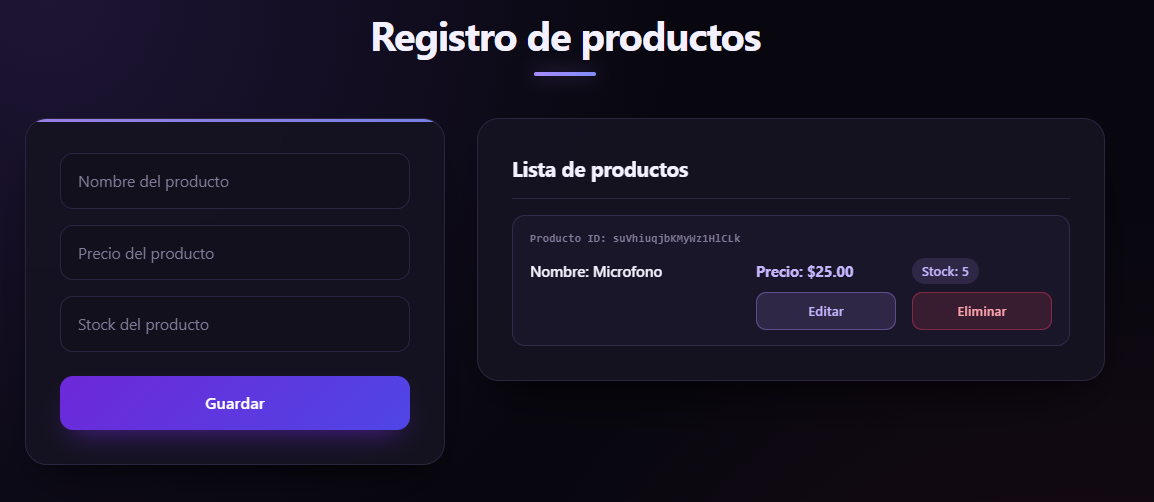 Registro de productos
Nombre del producto
Precio del producto
Stock del producto
Guardar
Lista de productos
Producto ID: suVhiuqjbKMyWz1HlCLk
Nombre: Microfono
Precio: $25.00
Stock: 5
Editar
Eliminar